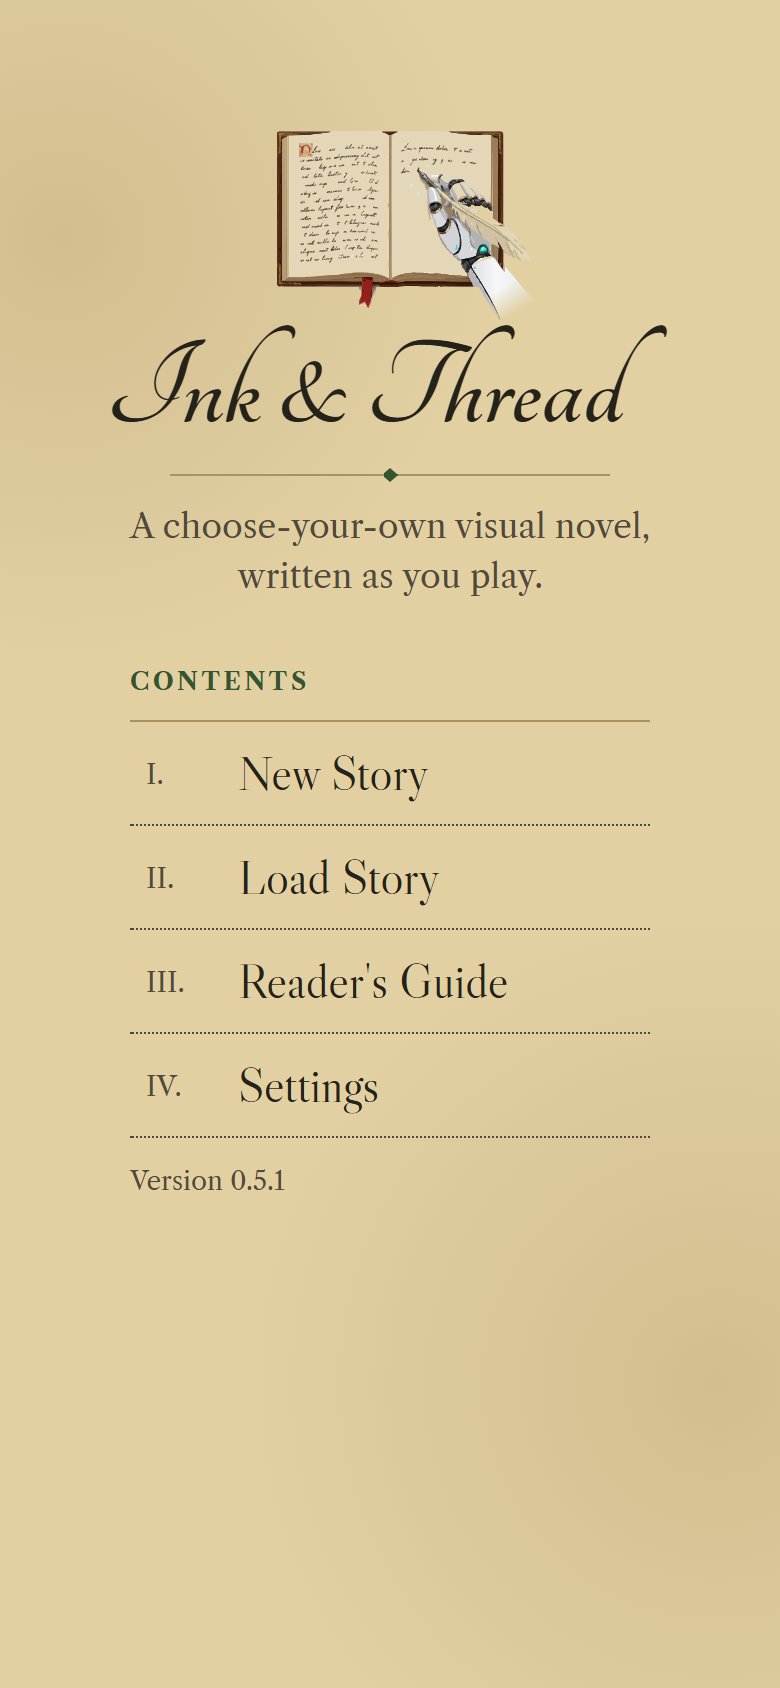 Ink & Thread
A choose-your-own visual novel,
written as you play.
CONTENTS
I. New Story
II. Load Story
III. Reader's Guide
IV. Settings
Version 0.5.1